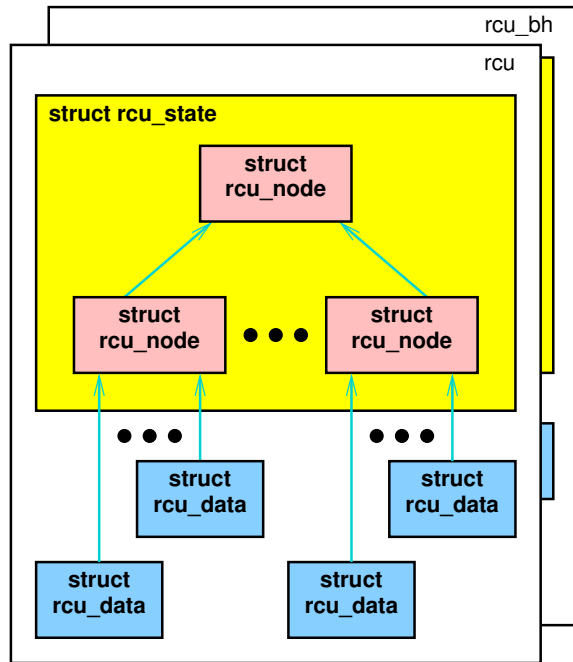 rcu_bh
rcu
struct rcu_state
struct
rcu_node
struct
rcu_node
struct
rcu_node
struct
rcu_data
struct
rcu_data
struct
rcu_data
struct
rcu_data